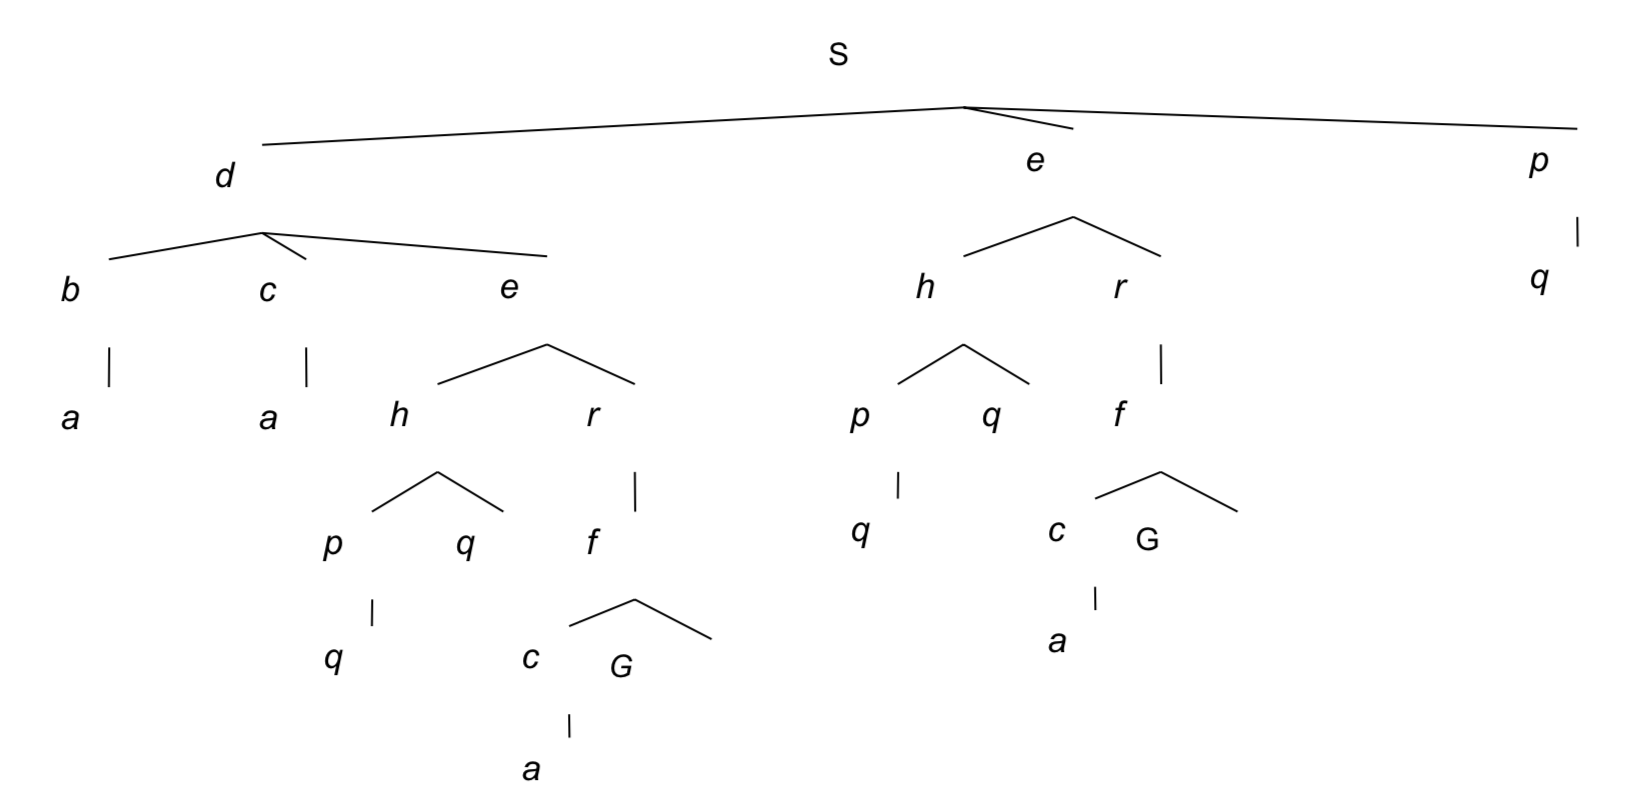 S
d e p
b c e h r q
a a h r p q f
p q f q c G
q c G a
a